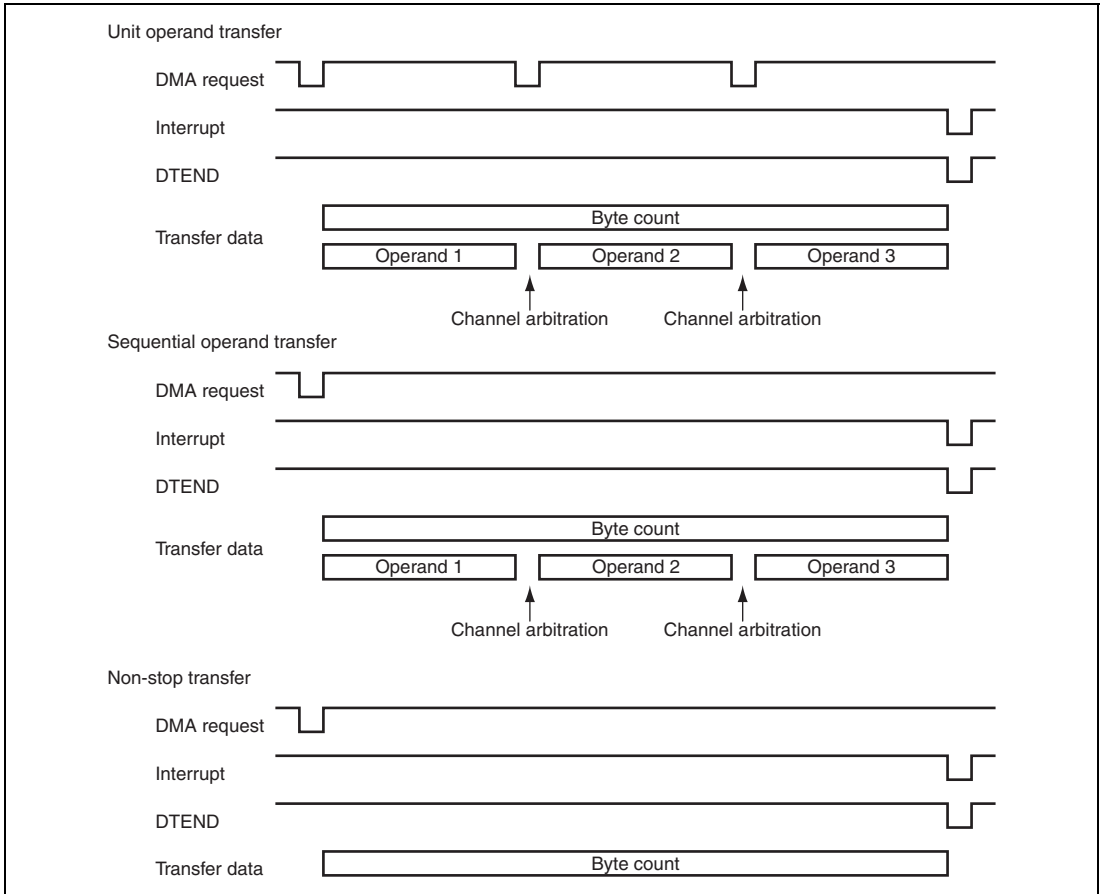 Unit operand transfer
DMA request
Interrupt
DTEND
Byte count
Transfer data
Operand 1 Operand 2 Operand 3
Channel arbitration Channel arbitration
Sequential operand transfer
DMA request
Interrupt
DTEND
Byte count
Transfer data
Operand 1 Operand 2 Operand 3
Channel arbitration Channel arbitration
Non-stop transfer
DMA request
Interrupt
DTEND
Transfer data Byte count